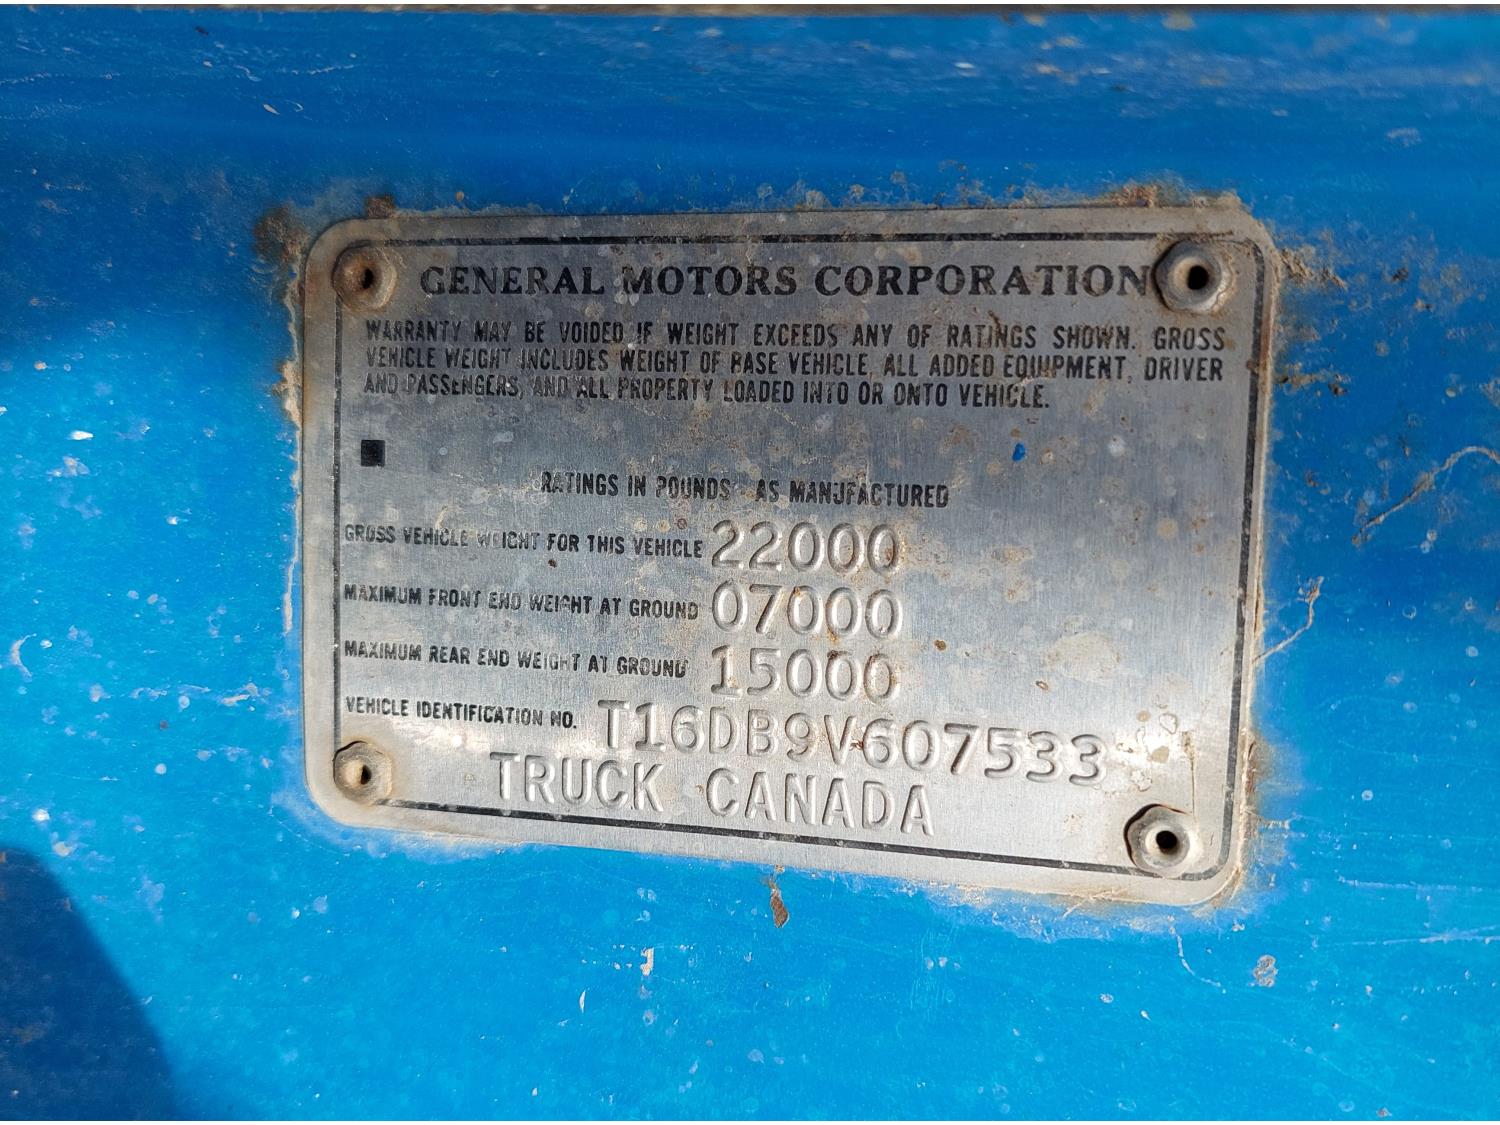 GENERAL MOTORS CORPORATION
WARRANTY MAY BE VOIDED IF WEIGHT EXCEEDS ANY OF RATINGS SHOWN. GROSS
VEHICLE WEIGHT INCLUDES WEIGHT OF BASE VEHICLE, ALL ADDED EQUIPMENT, DRIVER
AND PASSENGERS, AND ALL PROPERTY LOADED INTO OR ONTO VEHICLE.
RATINGS IN POUNDS - AS MANUFACTURED
GROSS VEHICLE WEIGHT FOR THIS VEHICLE 22000
MAXIMUM FRONT END WEIGHT AT GROUND 07000
MAXIMUM REAR END WEIGHT AT GROUND 15000
VEHICLE IDENTIFICATION NO. T16DB9V607533
TRUCK CANADA